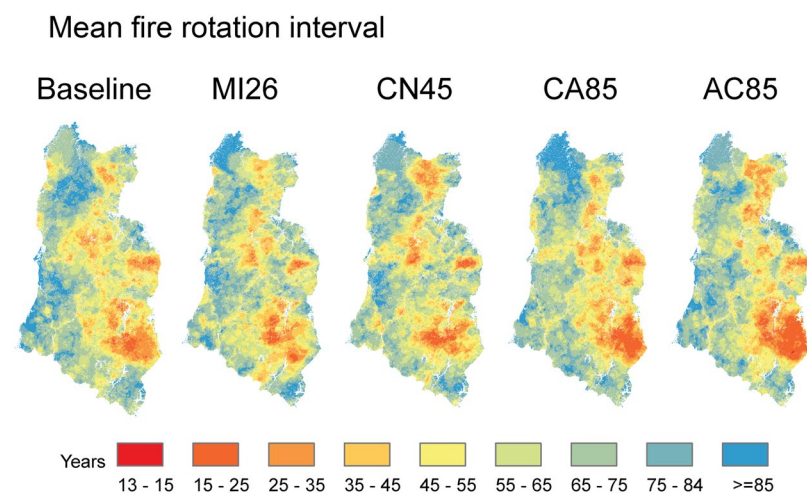 Mean fire rotation interval
Baseline MI26 CN45 CA85 AC85
Years
13 - 15 15 - 25 25 - 35 35 - 45 45 - 55 55 - 65 65 - 75 75 - 84 >=85